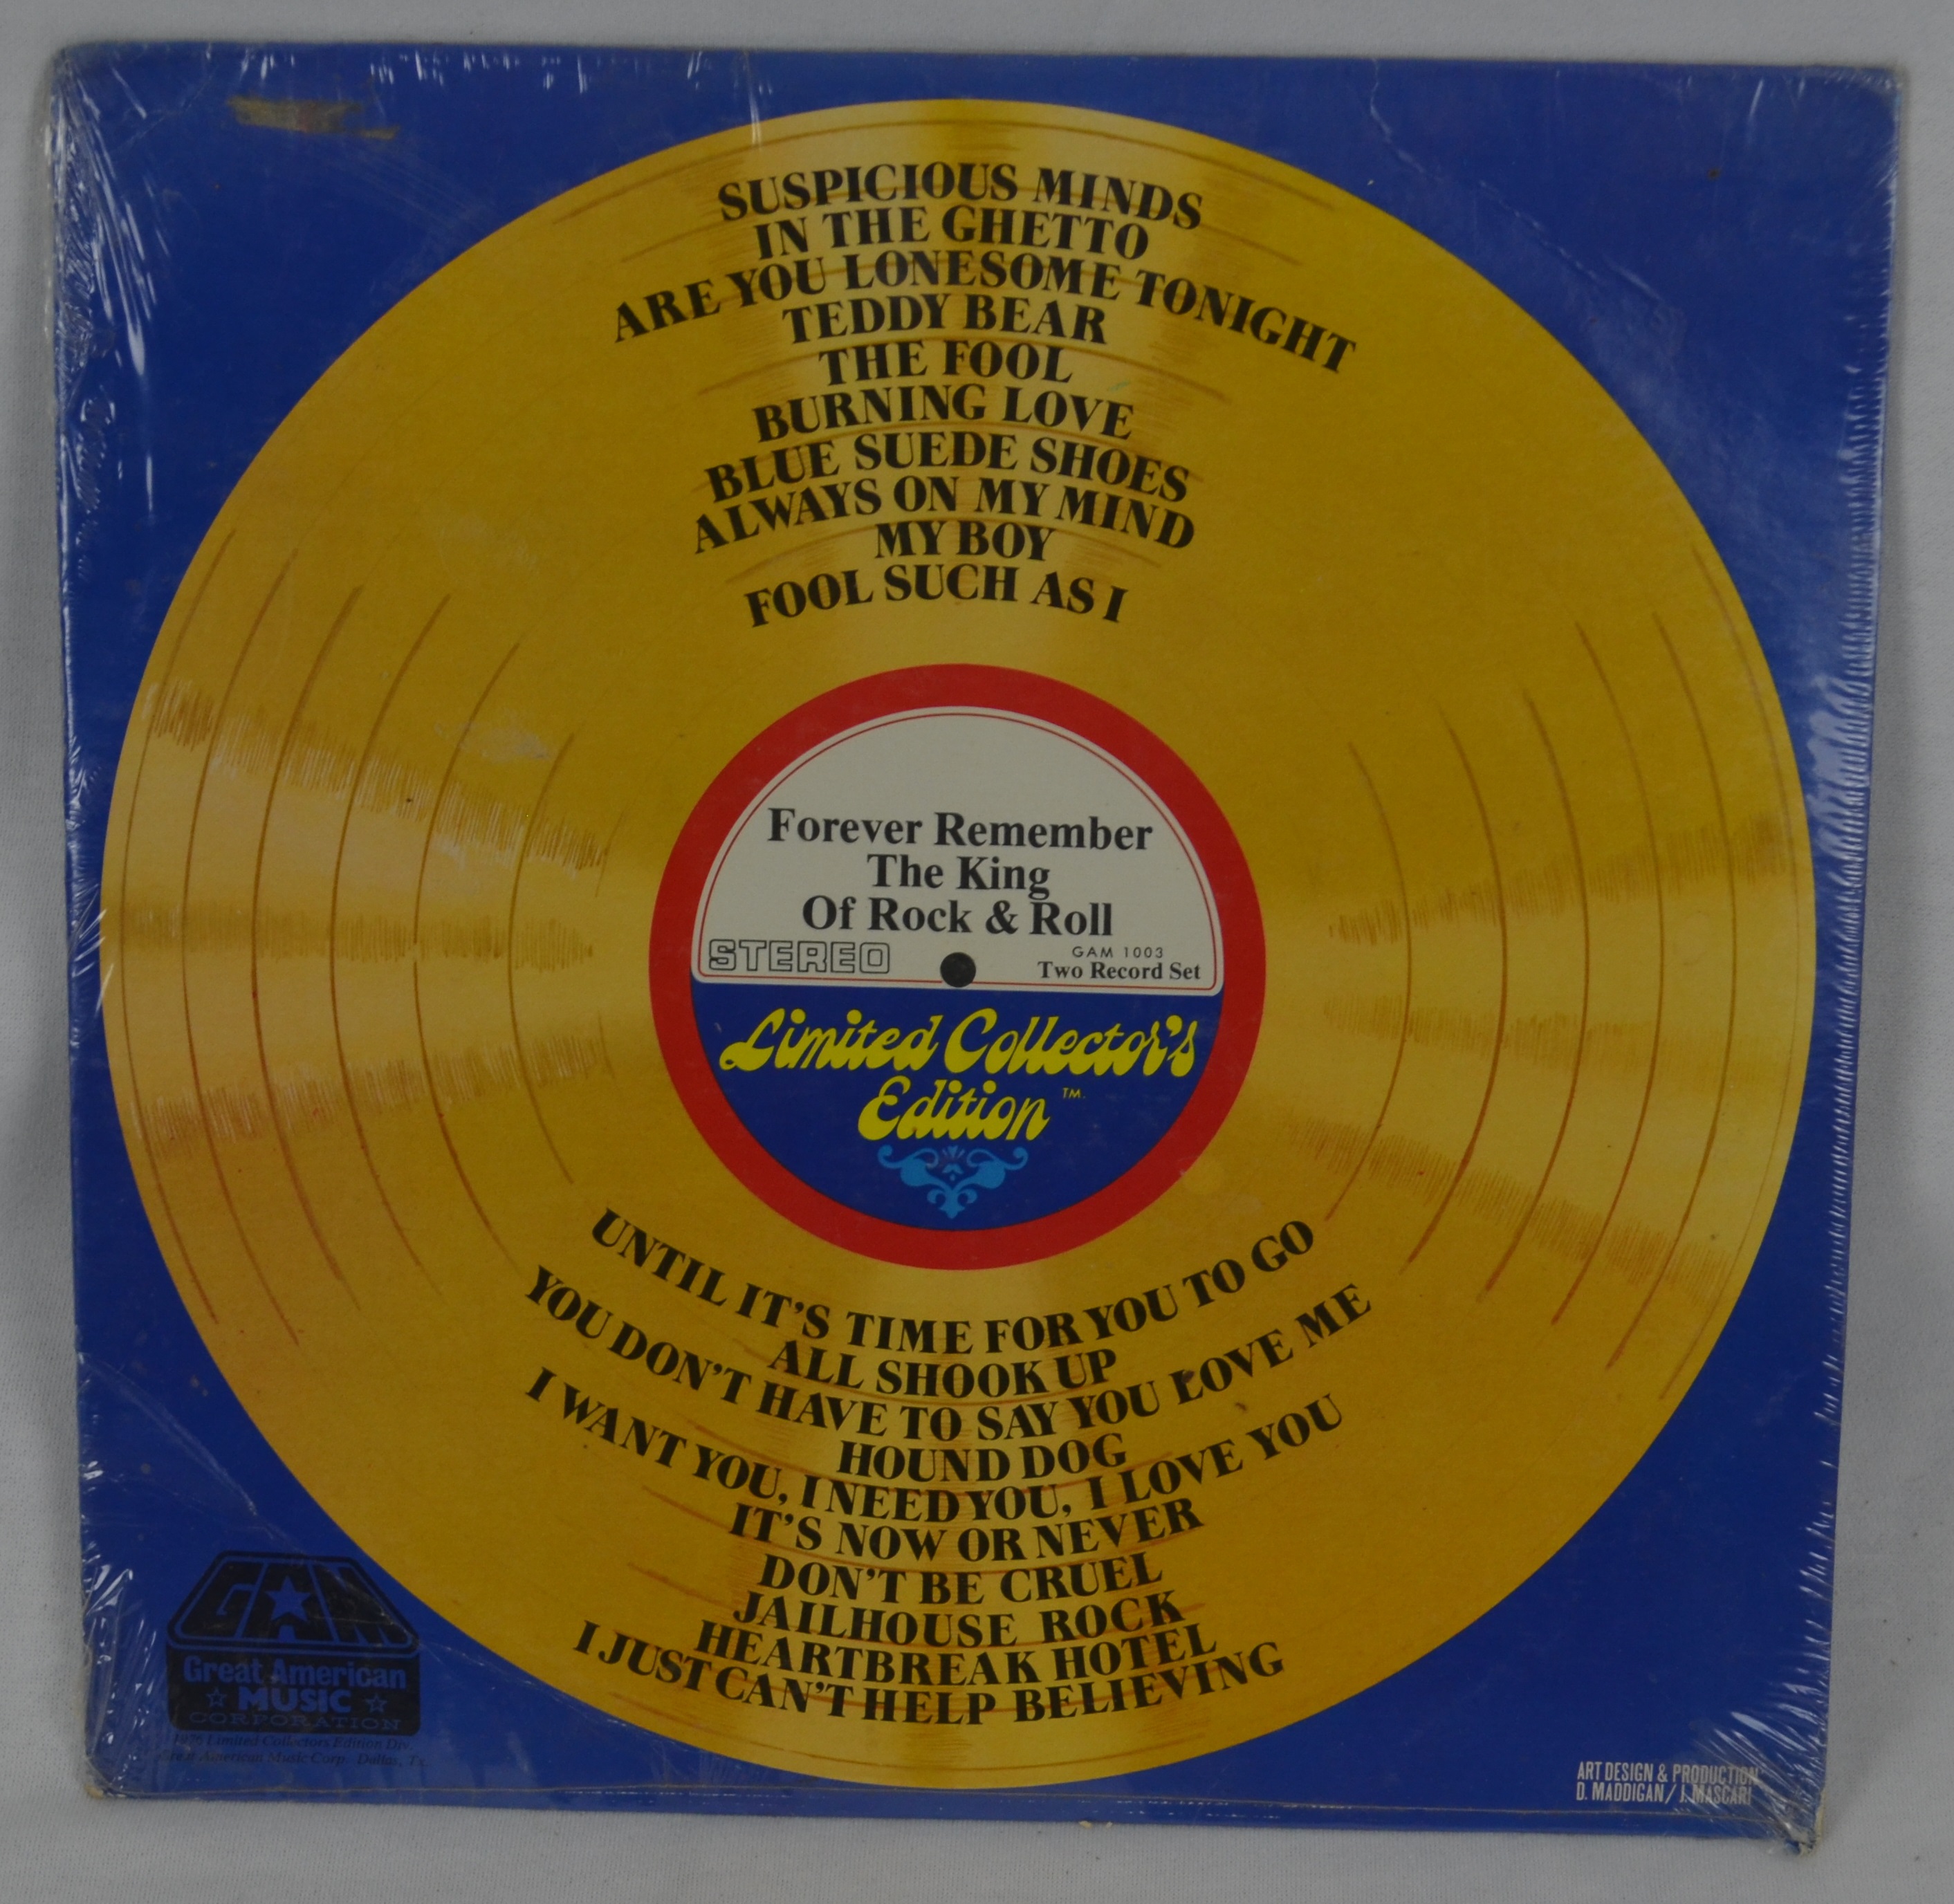 SUSPICIOUS MINDS
IN THE GHETTO
ARE YOU LONESOME TONIGHT
TEDDY BEAR
THE FOOL
BURNING LOVE
BLUE SUEDE SHOES
ALWAYS ON MY MIND
MY BOY
FOOL SUCH AS I
Forever Remember
The King
Of Rock & Roll
STEREO
GAM 1003
Two Record Set
Limited Collector's
Edition TM.
UNTIL IT'S TIME FOR YOU TO GO
ALL SHOOK UP
YOU DON'T HAVE TO SAY YOU LOVE ME
HOUND DOG
I WANT YOU, I NEED YOU, I LOVE YOU
IT'S NOW OR NEVER
DON'T BE CRUEL
JAILHOUSE ROCK
HEARTBREAK HOTEL
I JUST CAN'T HELP BELIEVING
GAM
Great American
MUSIC
CORPORATION
Limited Collectors Edition Div.
Great American Music Corp. Dallas, Tx.
ART DESIGN & PRODUCTION
D. MADDIGAN / J. MASCARI